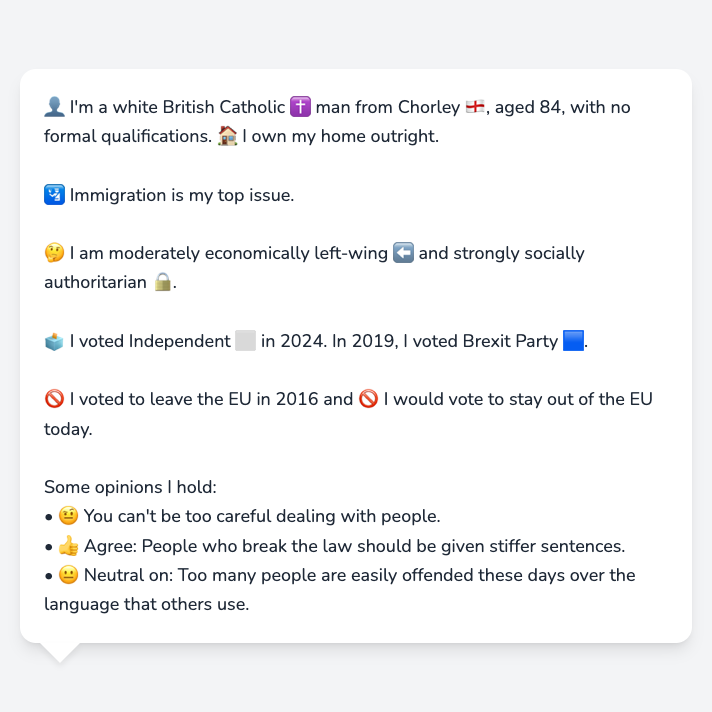 👤 I'm a white British Catholic ✝️ man from Chorley 🏴󠁧󠁢󠁥󠁮󠁧󠁿, aged 84, with no
formal qualifications. 🏠 I own my home outright.
🛂 Immigration is my top issue.
🤔 I am moderately economically left-wing ⬅️ and strongly socially
authoritarian 🔒.
🗳️ I voted Independent ⬜ in 2024. In 2019, I voted Brexit Party 🟦.
🚫 I voted to leave the EU in 2016 and 🚫 I would vote to stay out of the EU
today.
Some opinions I hold:
• 🤨 You can't be too careful dealing with people.
• 👍 Agree: People who break the law should be given stiffer sentences.
• 😐 Neutral on: Too many people are easily offended these days over the
language that others use.